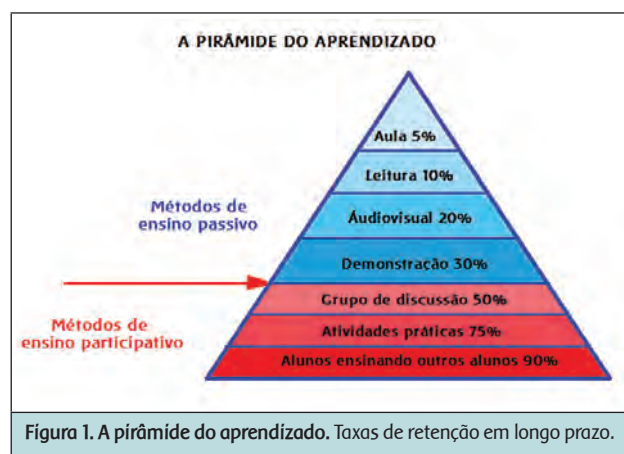 A PIRÂMIDE DO APRENDIZADO
Aula 5%
Leitura 10%
Áudiovisual 20%
Demonstração 30%
Métodos de
ensino passivo
Grupo de discussão 50%
Atividades práticas 75%
Alunos ensinando outros alunos 90%
Métodos de
ensino participativo
Figura 1. A pirâmide do aprendizado. Taxas de retenção em longo prazo.